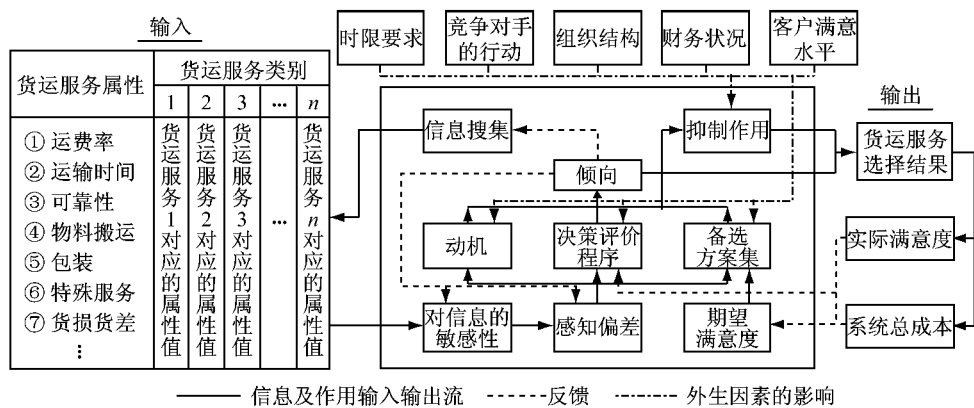 输入
货运服务属性
货运服务类别
1 2 3 … n
① 运费率
② 运输时间
③ 可靠性
④ 物料搬运
⑤ 包装
⑥ 特殊服务
⑦ 货损货差
⋮
货运服务1对应的属性值
货运服务2对应的属性值
货运服务3对应的属性值
…
货运服务n对应的属性值
时限要求
竞争对手
的行动
组织结构
财务状况
客户满意
水平
信息搜集
抑制作用
倾向
动机
决策评价
程序
备选
方案集
对信息的
敏感性
感知偏差
期望
满意度
输出
货运服务
选择结果
实际满意度
系统总成本
信息及作用输入输出流
反馈
外生因素的影响